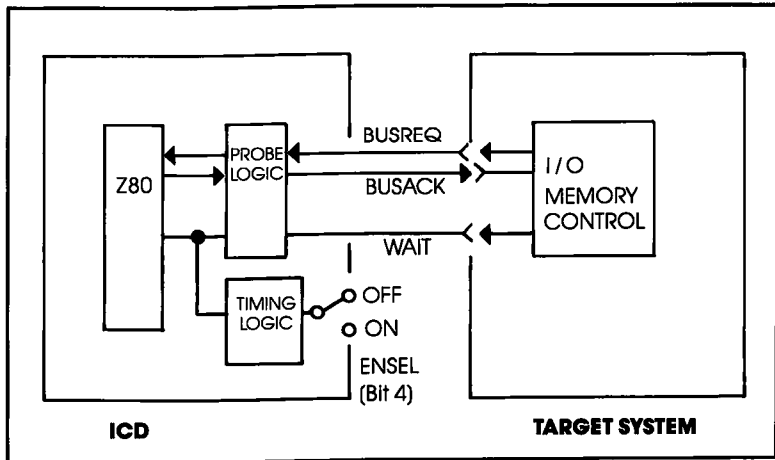 BUSREQ
PROBE
LOGIC
Z80
BUSACK
I/O
MEMORY
CONTROL
WAIT
TIMING
LOGIC
OFF
ON
ENSEL
(Bit 4)
ICD
TARGET SYSTEM